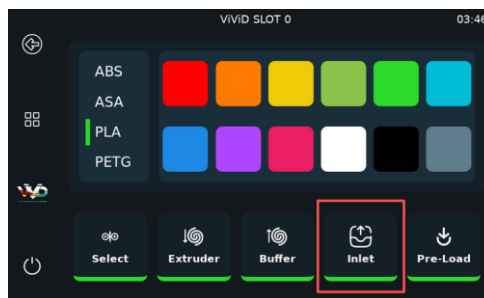 ViViD SLOT 0
03:46
ABS
ASA
PLA
PETG
Select
Extruder
Buffer
Inlet
Pre-Load